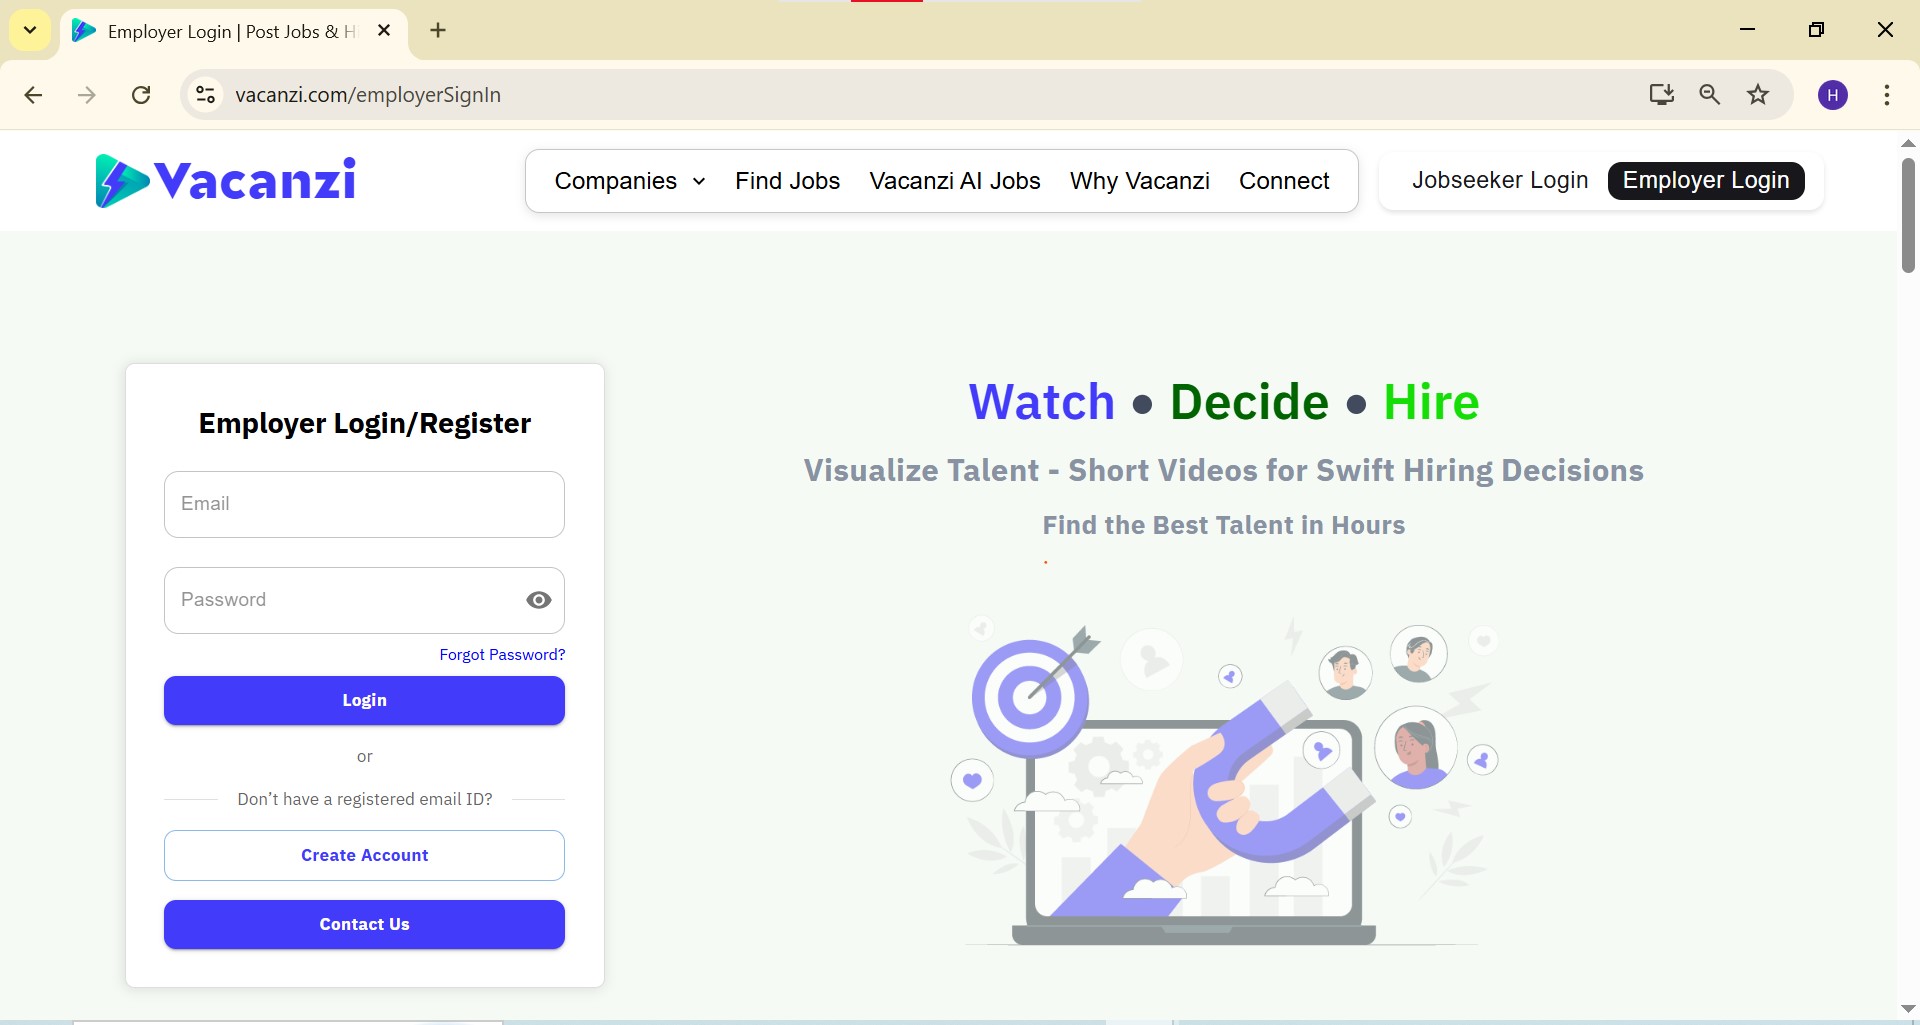 Employer Login | Post Jobs & H
vacanzi.com/employerSignIn
H
Vacanzi
Companies Find Jobs Vacanzi AI Jobs Why Vacanzi Connect
Jobseeker Login Employer Login
Employer Login/Register
Email
Password
Forgot Password?
Login
or
Don’t have a registered email ID?
Create Account
Contact Us
Watch • Decide • Hire
Visualize Talent - Short Videos for Swift Hiring Decisions
Find the Best Talent in Hours